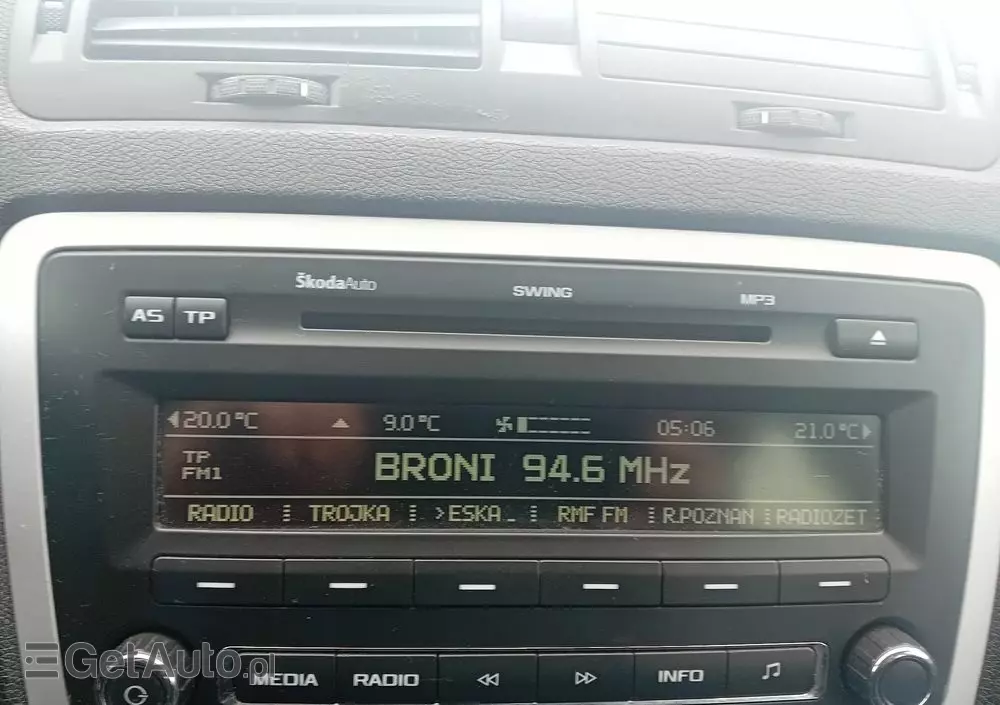 ŠkodaAuto SWING MP3
AS TP
20.0°C 9.0°C 05:06 21.0°C
TP
FM1
BRONI 94.6 MHz
RADIO TROJKA >ESKA_ RMF FM R.POZNAN RADIOZET
MEDIA RADIO INFO
GetAuto.pl